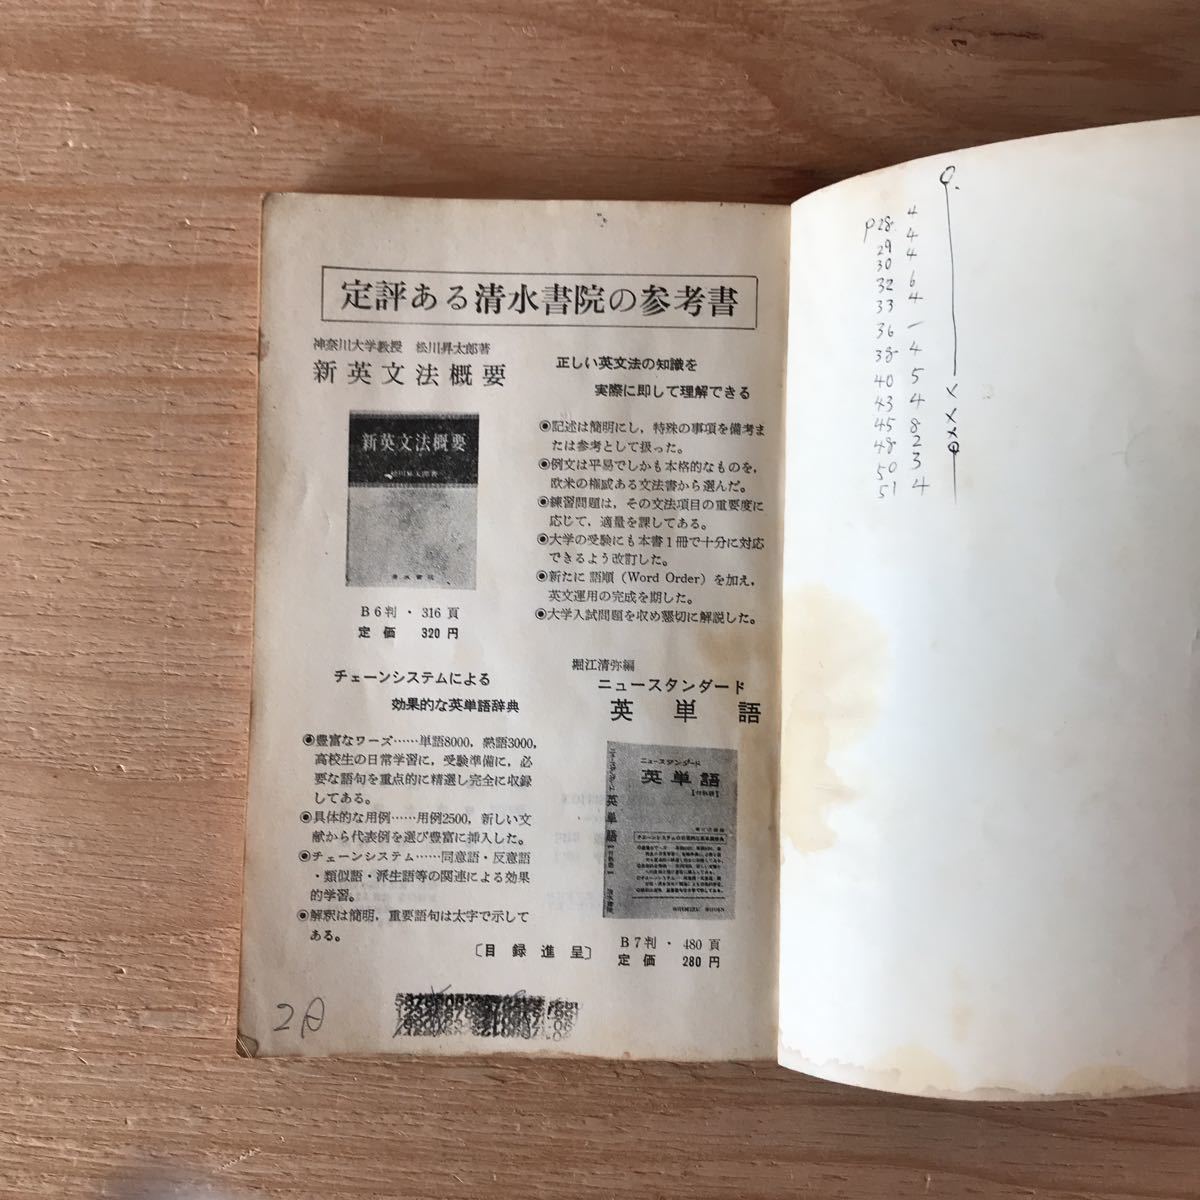 定評ある清水書院の参考書
神奈川大学教授 松川昇太郎著
新英文法概要
正しい英文法の知識を
実際に即して理解できる
新英文法概要
松川昇太郎著
清水書院
B6判・316頁
定価 320円
◉記述は簡明にし，特殊の事項を備考ま
たは参考として扱った。
◉例文は平易でしかも本格的なものを，
欧米の権威ある文法書から選んだ。
◉練習問題は，その文法項目の重要度に
応じて，適量を課してある。
◉大学の受験にも本書1冊で十分に対応
できるよう改訂した。
◉新たに語順（Word Order）を加え，
英文運用の完成を期した。
◉大学入試問題を収め懇切に解説した。
チェーンシステムによる
効果的な英単語辞典
堀江清弥編
ニュースタンダード
英単語
◉豊富なワーズ……単語8000，熟語3000，
高校生の日常学習に，受験準備に，必
要な語句を重点的に精選し完全に収録
してある。
◉具体的な用例……用例2500，新しい文
献から代表例を選び豊富に挿入した。
◉チェーンシステム……同意語・反意語
・類似語・派生語等の関連による効果
的学習。
◉解釈は簡明，重要語句は太字で示して
ある。
ニュースタンダード
英単語
英単語
清水書院
B7判・480頁
定価 280円
〔目録進呈〕
p28 4
29 4
30 4
32 6
33 4
36 –
38 4
40 5
43 4
45 8
48 2
50 3
51 4